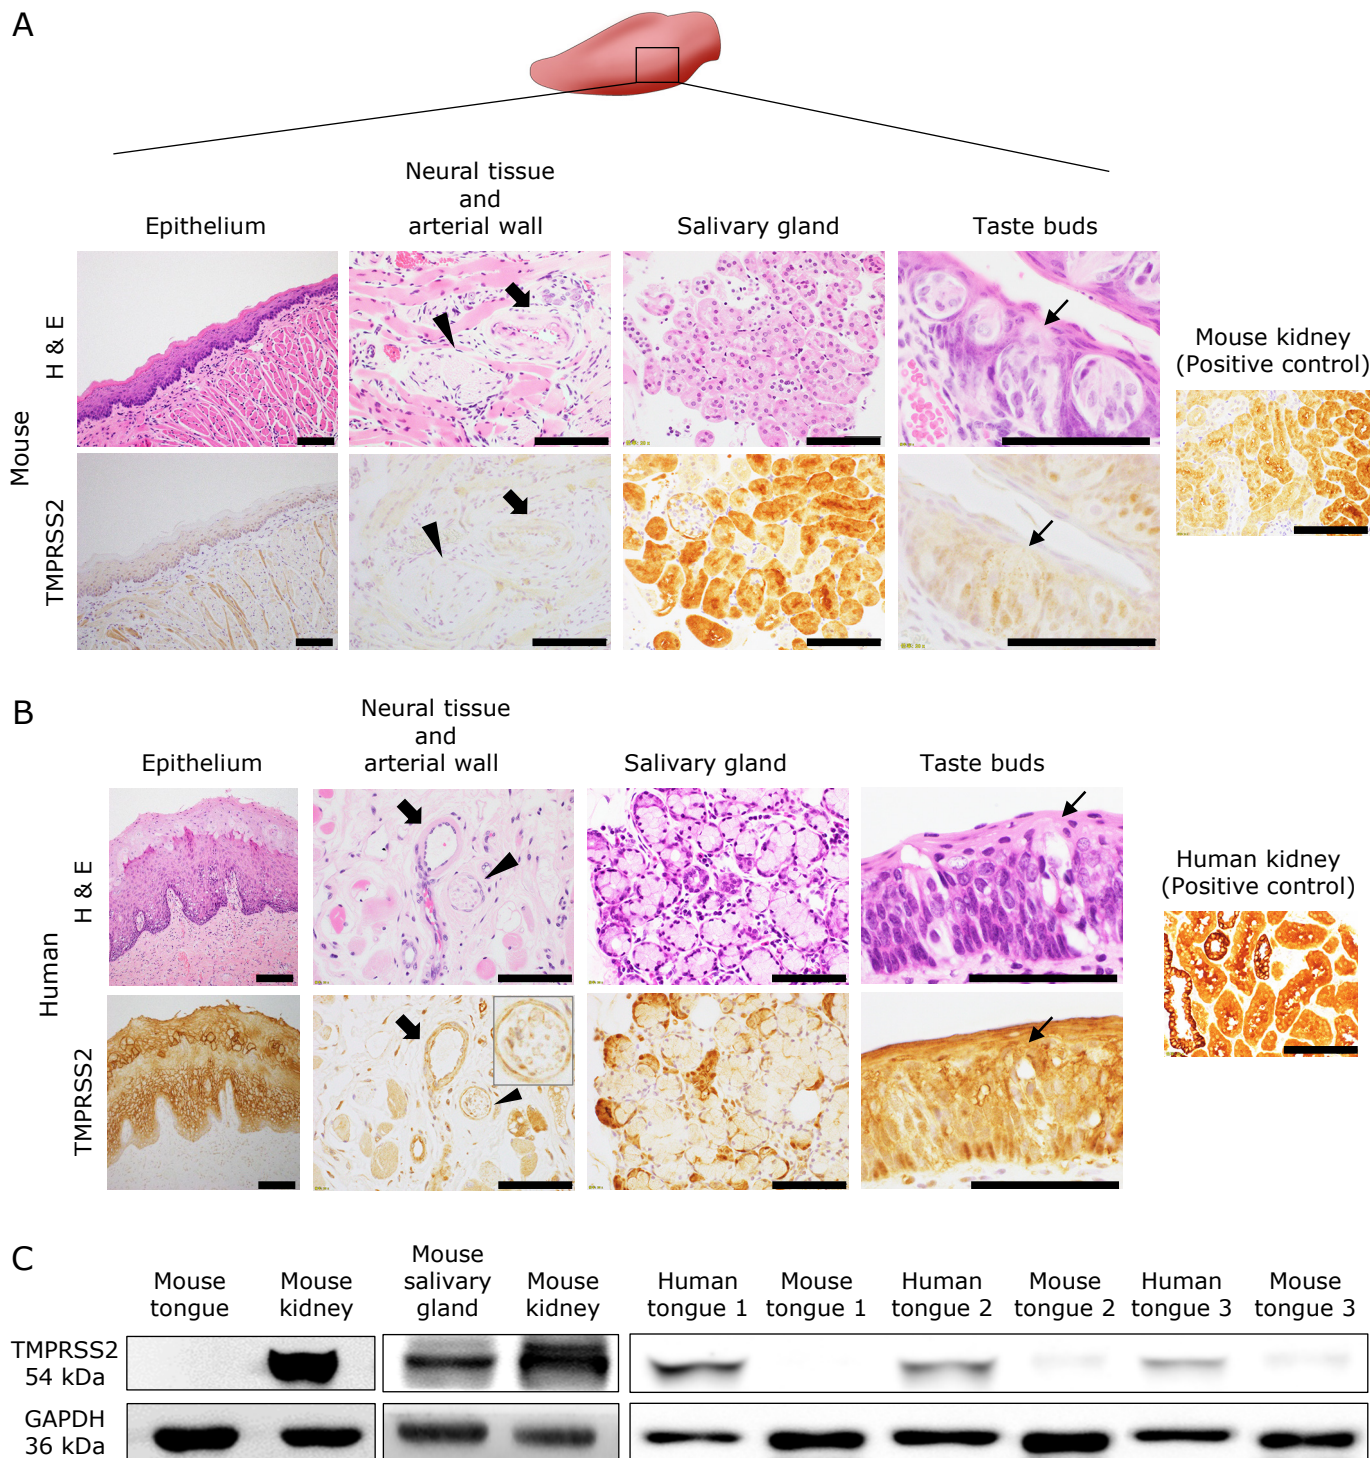 A
Neural tissue
and
arterial wall
Epithelium
Salivary gland
Taste buds
Mouse
H & E
TMPRSS2
Mouse kidney
(Positive control)
B
Neural tissue
and
arterial wall
Epithelium
Salivary gland
Taste buds
Human
H & E
TMPRSS2
Human kidney
(Positive control)
C
Mouse
tongue
Mouse
kidney
Mouse
salivary
gland
Mouse
kidney
Human
tongue 1
Mouse
tongue 1
Human
tongue 2
Mouse
tongue 2
Human
tongue 3
Mouse
tongue 3
TMPRSS2
54 kDa
GAPDH
36 kDa